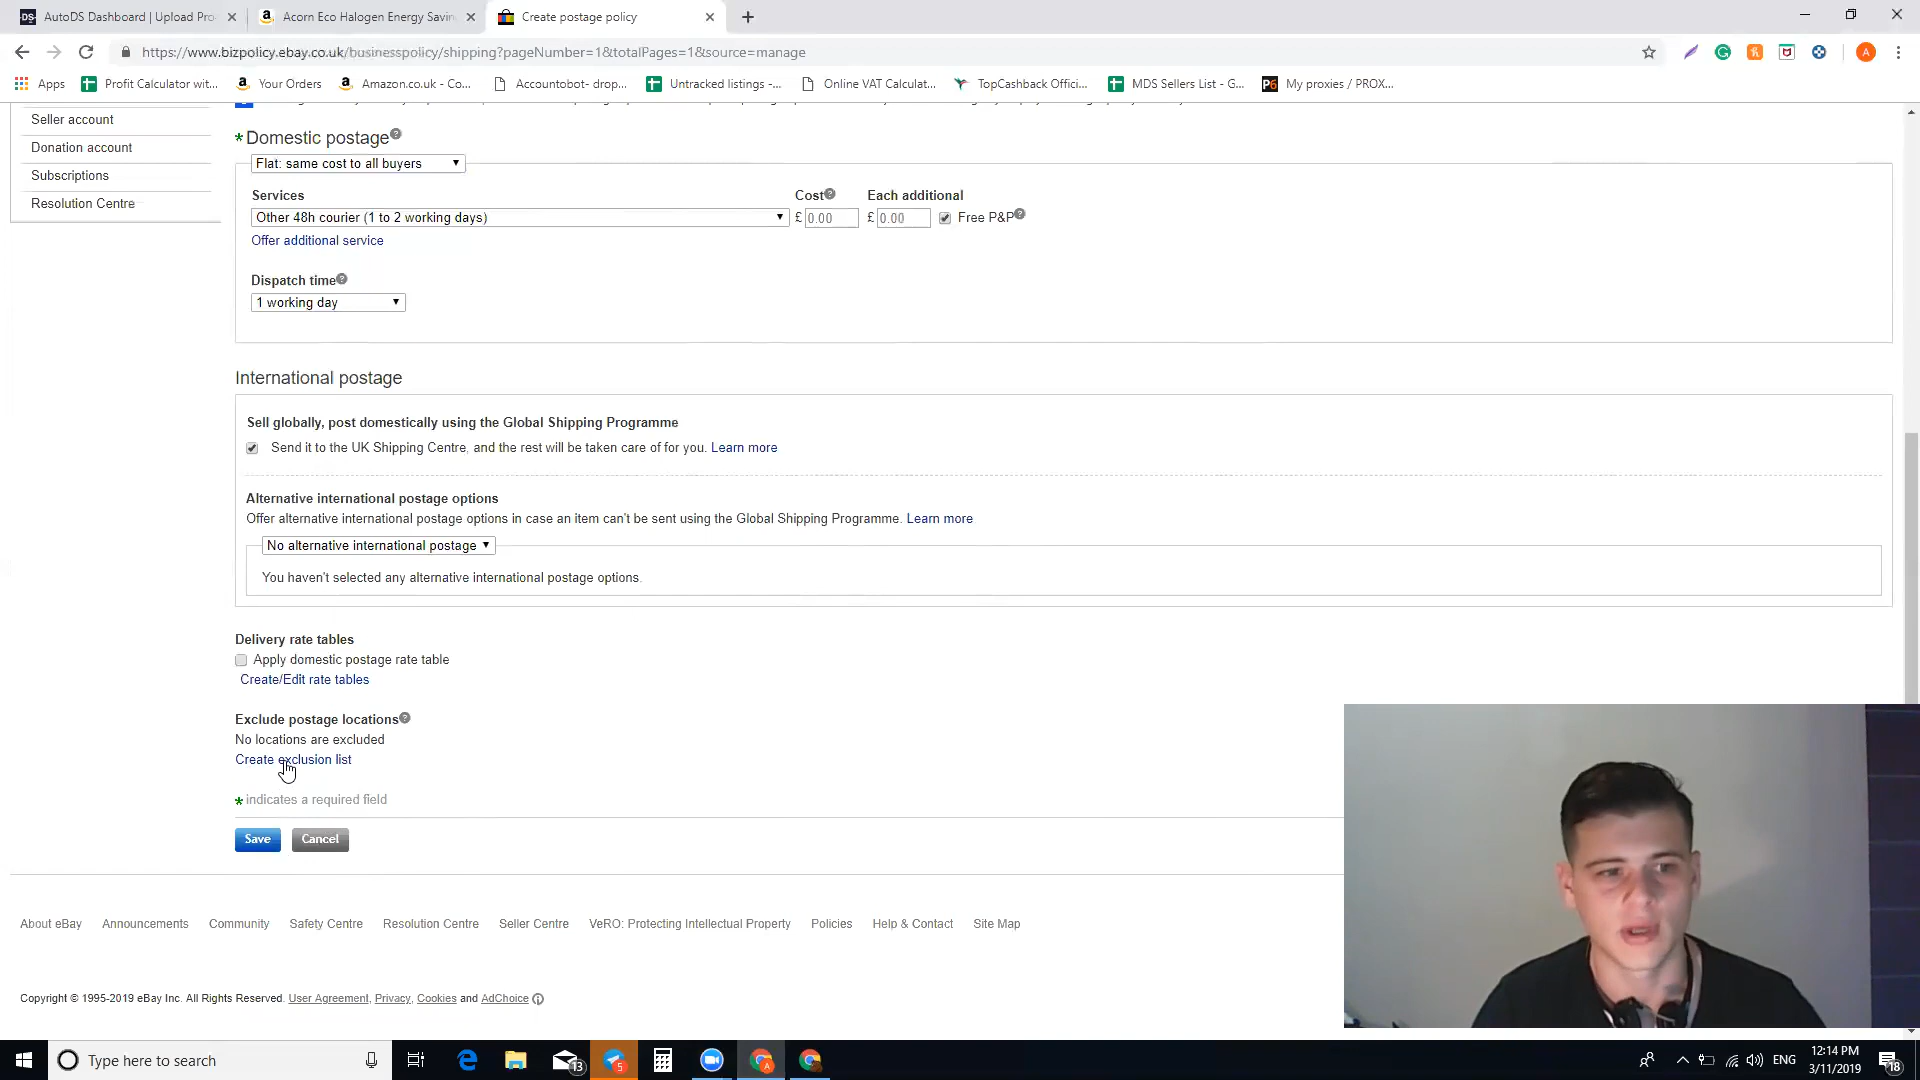 AutoDS Dashboard | Upload Pro
Acorn Eco Halogen Energy Savin
Create postage policy
https://www.bizpolicy.ebay.co.uk/businesspolicy/shipping?pageNumber=1&totalPages=1&source=manage
Apps
Profit Calculator wit...
Your Orders
Amazon.co.uk - Co...
Accountobot- drop...
Untracked listings -...
Online VAT Calculat...
TopCashback Offici...
MDS Sellers List - G...
My proxies / PROX...
Seller account
Donation account
Subscriptions
Resolution Centre
* Domestic postage
Flat: same cost to all buyers
Services Cost Each additional
Other 48h courier (1 to 2 working days) £ 0.00 £ 0.00 Free P&P
Offer additional service
Dispatch time
1 working day
International postage
Sell globally, post domestically using the Global Shipping Programme
Send it to the UK Shipping Centre, and the rest will be taken care of for you. Learn more
Alternative international postage options
Offer alternative international postage options in case an item can't be sent using the Global Shipping Programme. Learn more
No alternative international postage
You haven't selected any alternative international postage options.
Delivery rate tables
Apply domestic postage rate table
Create/Edit rate tables
Exclude postage locations
No locations are excluded
Create exclusion list
* indicates a required field
Save Cancel
About eBay Announcements Community Safety Centre Resolution Centre Seller Centre VeRO: Protecting Intellectual Property Policies Help & Contact Site Map
Copyright © 1995-2019 eBay Inc. All Rights Reserved. User Agreement, Privacy, Cookies and AdChoice
Type here to search
13
5
ENG
12:14 PM
3/11/2019
18